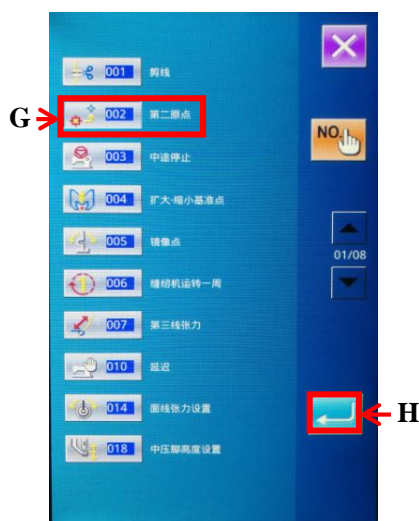 001 剪线
G 002 第二原点
NO.
003 中途停止
004 扩大·缩小基准点
005 镜像点
01/08
006 缝纫机运转一周
007 第三线张力
010 延迟
014 面线张力设置
H
018 中压脚高度设置